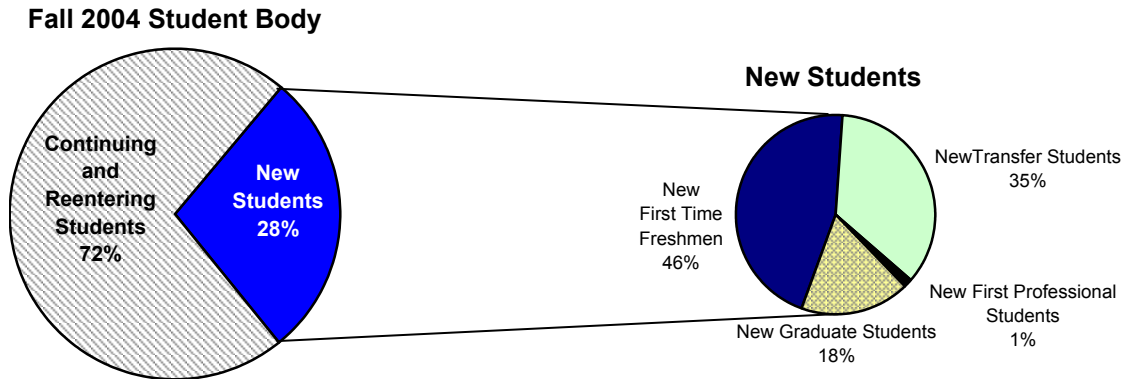 Fall 2004 Student Body
Continuing
and
Reentering
Students
72%
New
Students
28%
New Students
New
First Time
Freshmen
46%
NewTransfer Students
35%
New First Professional
Students
1%
New Graduate Students
18%